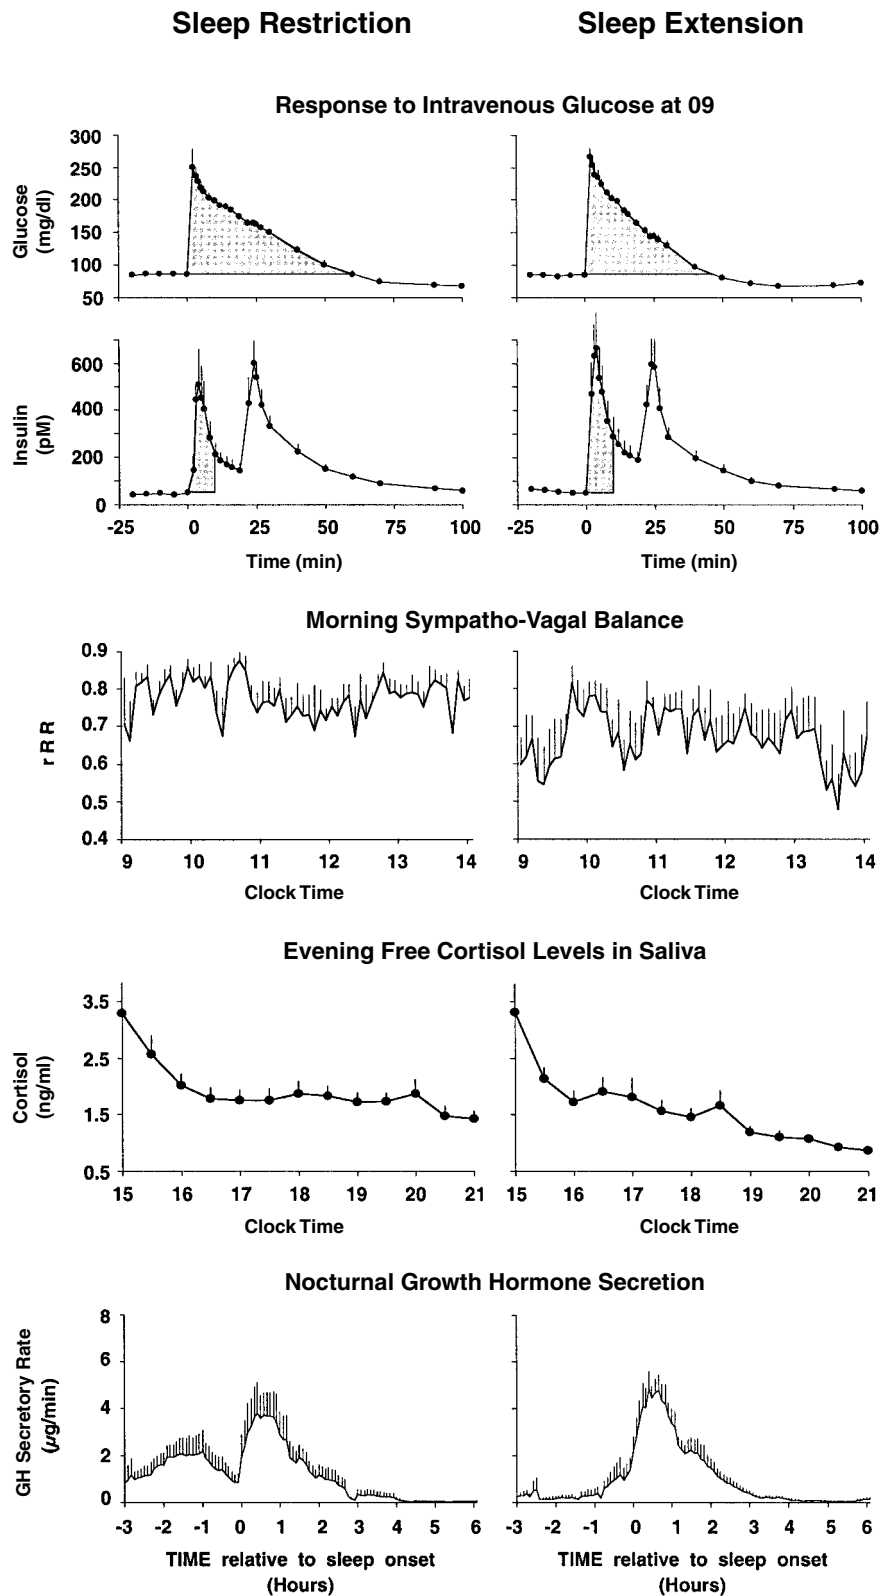 Sleep Restriction
Sleep Extension
Response to Intravenous Glucose at 09
Glucose
(mg/dl)
300
250
200
150
100
50
Insulin
(pM)
600
400
200
0
-25 0 25 50 75 100
-25 0 25 50 75 100
Time (min)
Time (min)
Morning Sympatho-Vagal Balance
r R R
0.9
0.8
0.7
0.6
0.5
0.4
9 10 11 12 13 14
9 10 11 12 13 14
Clock Time
Clock Time
Evening Free Cortisol Levels in Saliva
Cortisol
(ng/ml)
3.5
2.5
1.5
0.5
15 16 17 18 19 20 21
15 16 17 18 19 20 21
Clock Time
Clock Time
Nocturnal Growth Hormone Secretion
GH Secretory Rate
(µg/min)
8
6
4
2
0
-3 -2 -1 0 1 2 3 4 5 6
-3 -2 -1 0 1 2 3 4 5 6
TIME relative to sleep onset
(Hours)
TIME relative to sleep onset
(Hours)